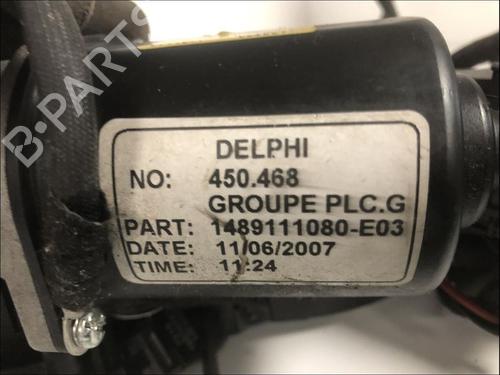 DELPHI
NO: 450.468
GROUPE PLC.G
PART: 1489111080-E03
DATE: 11/06/2007
TIME: 11:24
B-PARTS